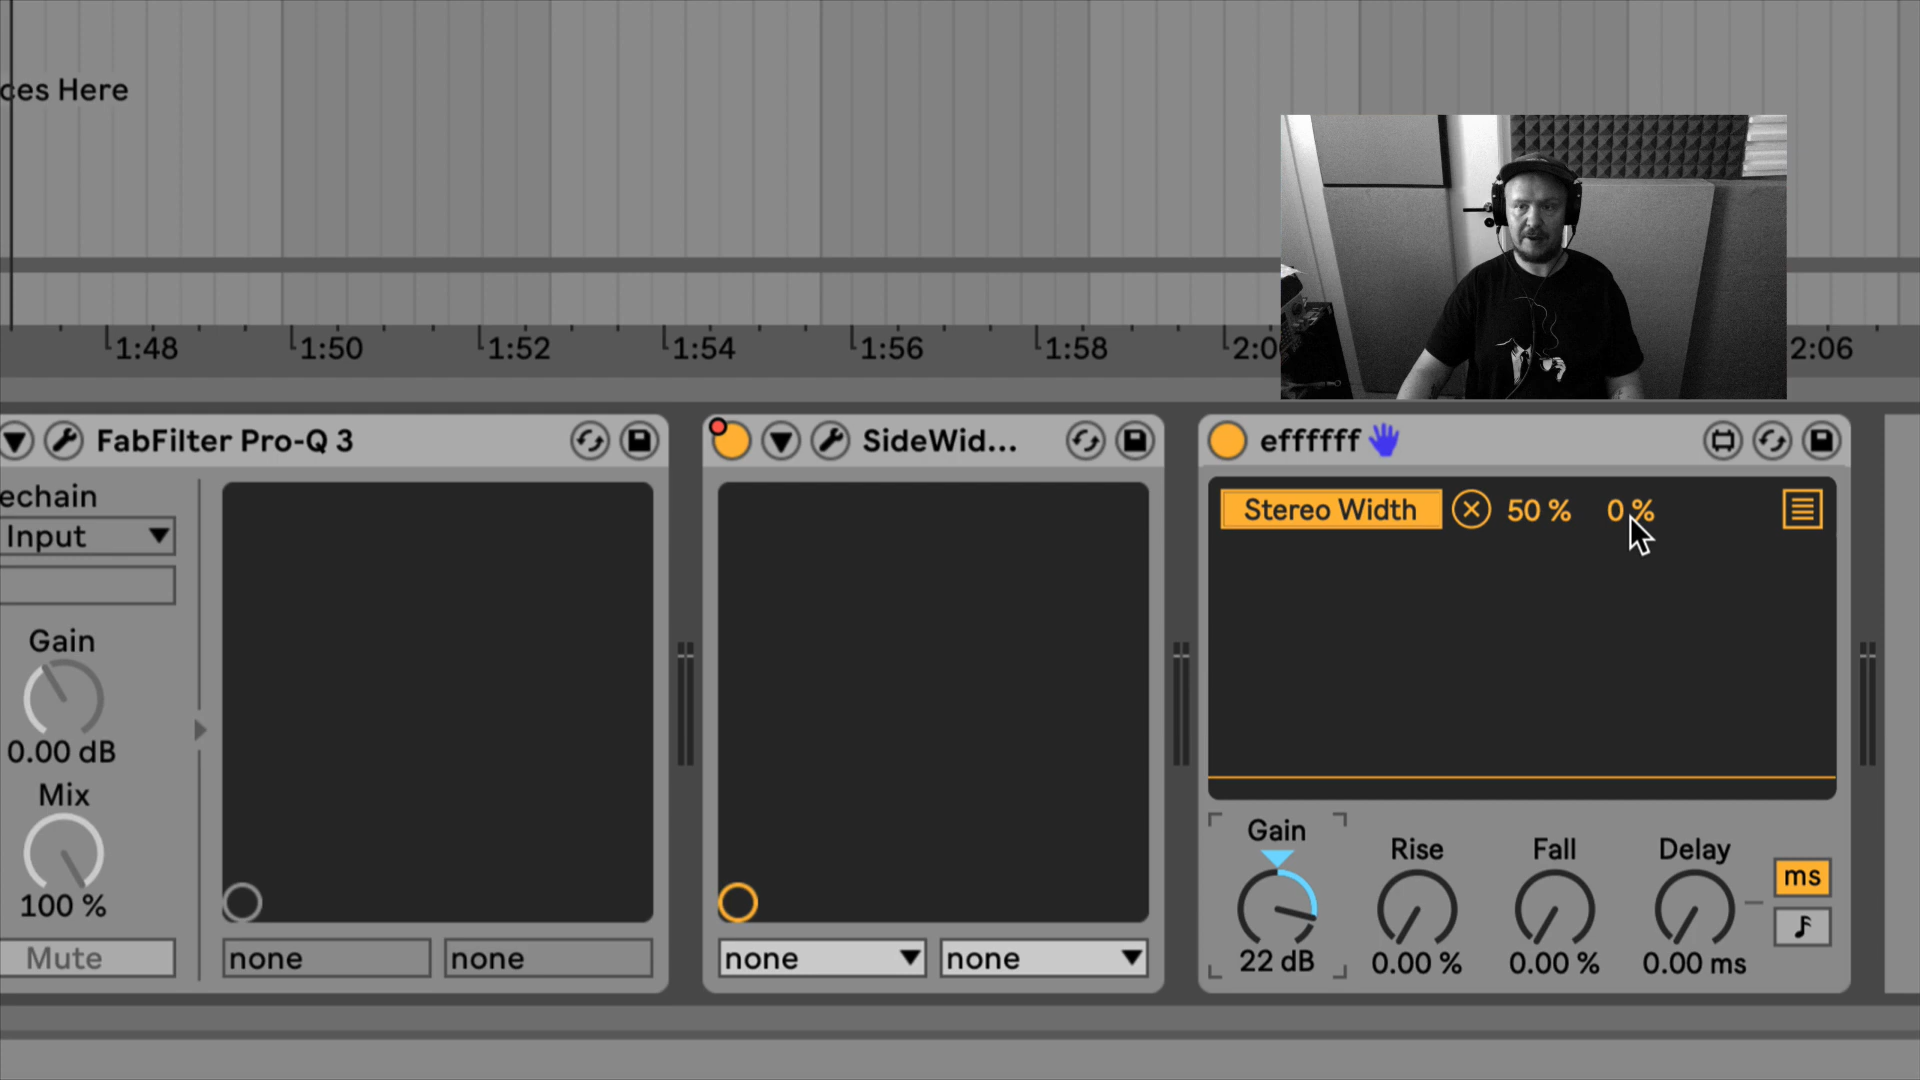 ces Here
1:48 1:50 1:52 1:54 1:56 1:58 2:0 2:06
FabFilter Pro-Q 3
echain
Input
Gain
0.00 dB
Mix
100 %
Mute
none none
SideWid...
none none
efffffff
Stereo Width 50 % 0 %
Gain Rise Fall Delay
22 dB 0.00 % 0.00 % 0.00 ms
ms